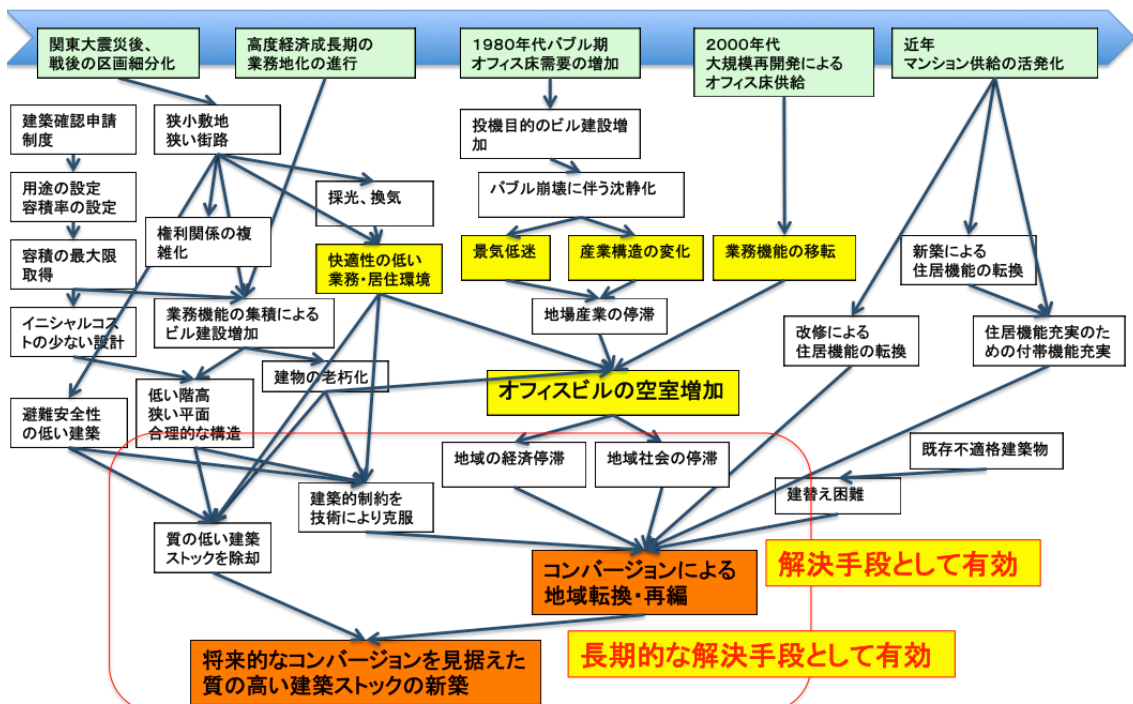 関東大震災後、
戦後の区画細分化
高度経済成長期の
業務地化の進行
1980年代バブル期
オフィス床需要の増加
2000年代
大規模再開発による
オフィス床供給
近年
マンション供給の活発化
建築確認申請
制度
狭小敷地
狭い街路
投機目的のビル建設増
加
用途の設定
容積率の設定
採光、換気
バブル崩壊に伴う沈静化
権利関係の複
雑化
容積の最大限
取得
快適性の低い
業務・居住環境
景気低迷
産業構造の変化
業務機能の移転
新築による
住居機能の転換
イニシャルコス
トの少ない設計
業務機能の集積による
ビル建設増加
地場産業の停滞
改修による
住居機能の転換
住居機能充実のた
めの付帯機能充実
建物の老朽化
オフィスビルの空室増加
避難安全性
の低い建築
低い階高
狭い平面
合理的な構造
地域の経済停滞
地域社会の停滞
既存不適格建築物
建替え困難
建築的制約を
技術により克服
質の低い建築
ストックを除却
コンバージョンによる
地域転換・再編
解決手段として有効
将来的なコンバージョンを見据えた
質の高い建築ストックの新築
長期的な解決手段として有効